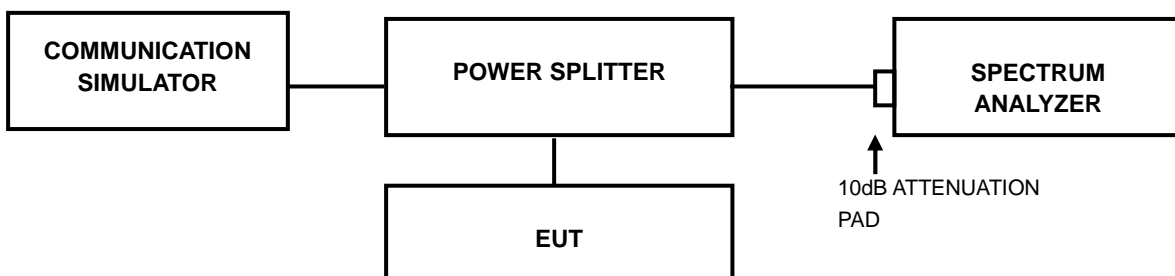 COMMUNICATION
SIMULATOR
POWER SPLITTER
SPECTRUM
ANALYZER
10dB ATTENUATION
PAD
EUT